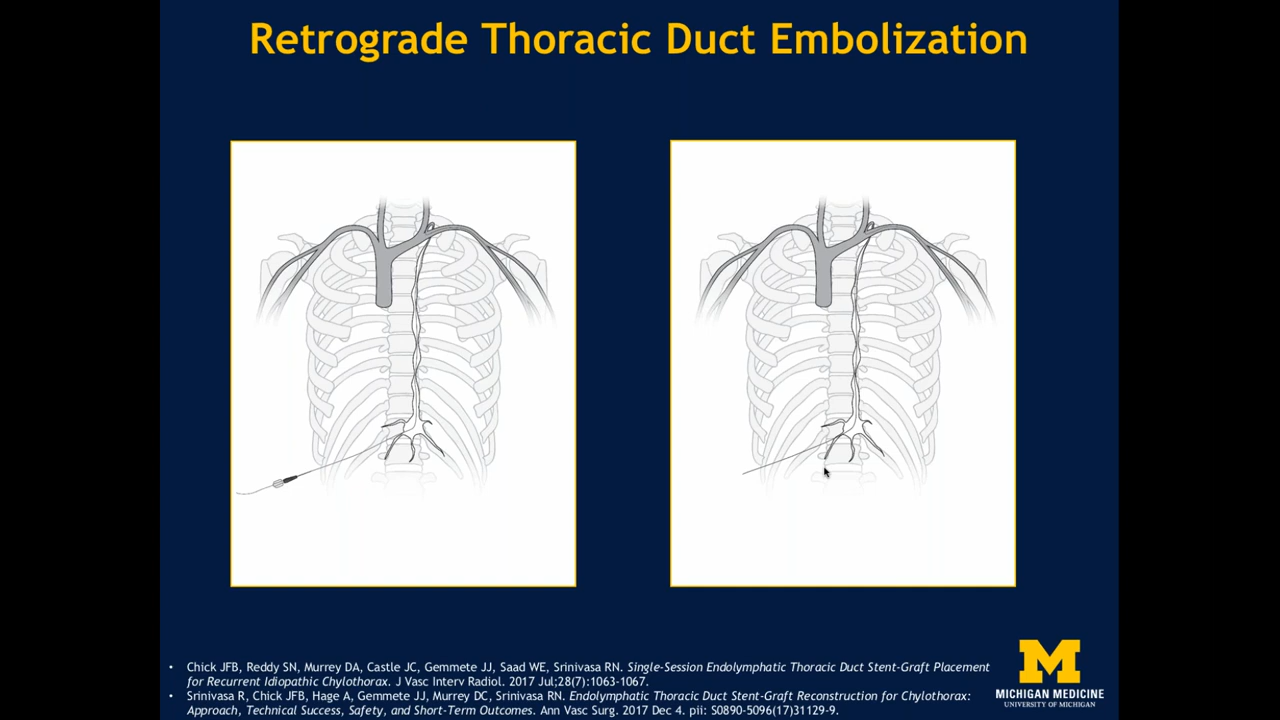 Retrograde Thoracic Duct Embolization
• Chick JFB, Reddy SN, Murrey DA, Castle JC, Gemmete JJ, Saad WE, Srinivasa RN. Single-Session Endolymphatic Thoracic Duct Stent-Graft Placement
for Recurrent Idiopathic Chylothorax. J Vasc Interv Radiol. 2017 Jul;28(7):1063-1067.
• Srinivasa R, Chick JFB, Hage A, Gemmete JJ, Murrey DC, Srinivasa RN. Endolymphatic Thoracic Duct Stent-Graft Reconstruction for Chylothorax:
Approach, Technical Success, Safety, and Short-Term Outcomes. Ann Vasc Surg. 2017 Dec 4. pii: S0890-5096(17)31129-9.
M
MICHIGAN MEDICINE
UNIVERSITY OF MICHIGAN